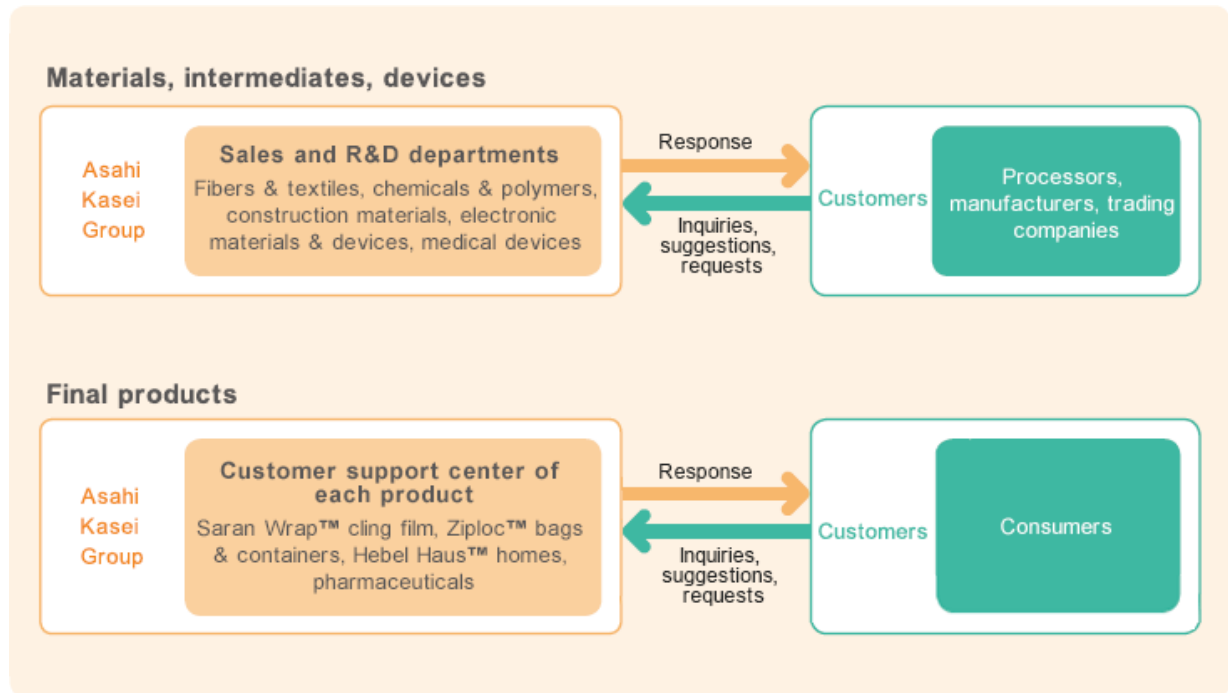 Materials, intermediates, devices
Asahi
Kasei
Group
Sales and R&D departments
Fibers & textiles, chemicals & polymers,
construction materials, electronic
materials & devices, medical devices
Response
Inquiries,
suggestions,
requests
Customers
Processors,
manufacturers, trading
companies
Final products
Asahi
Kasei
Group
Customer support center of
each product
Saran Wrap™ cling film, Ziploc™ bags
& containers, Hebel Haus™ homes,
pharmaceuticals
Response
Inquiries,
suggestions,
requests
Customers
Consumers